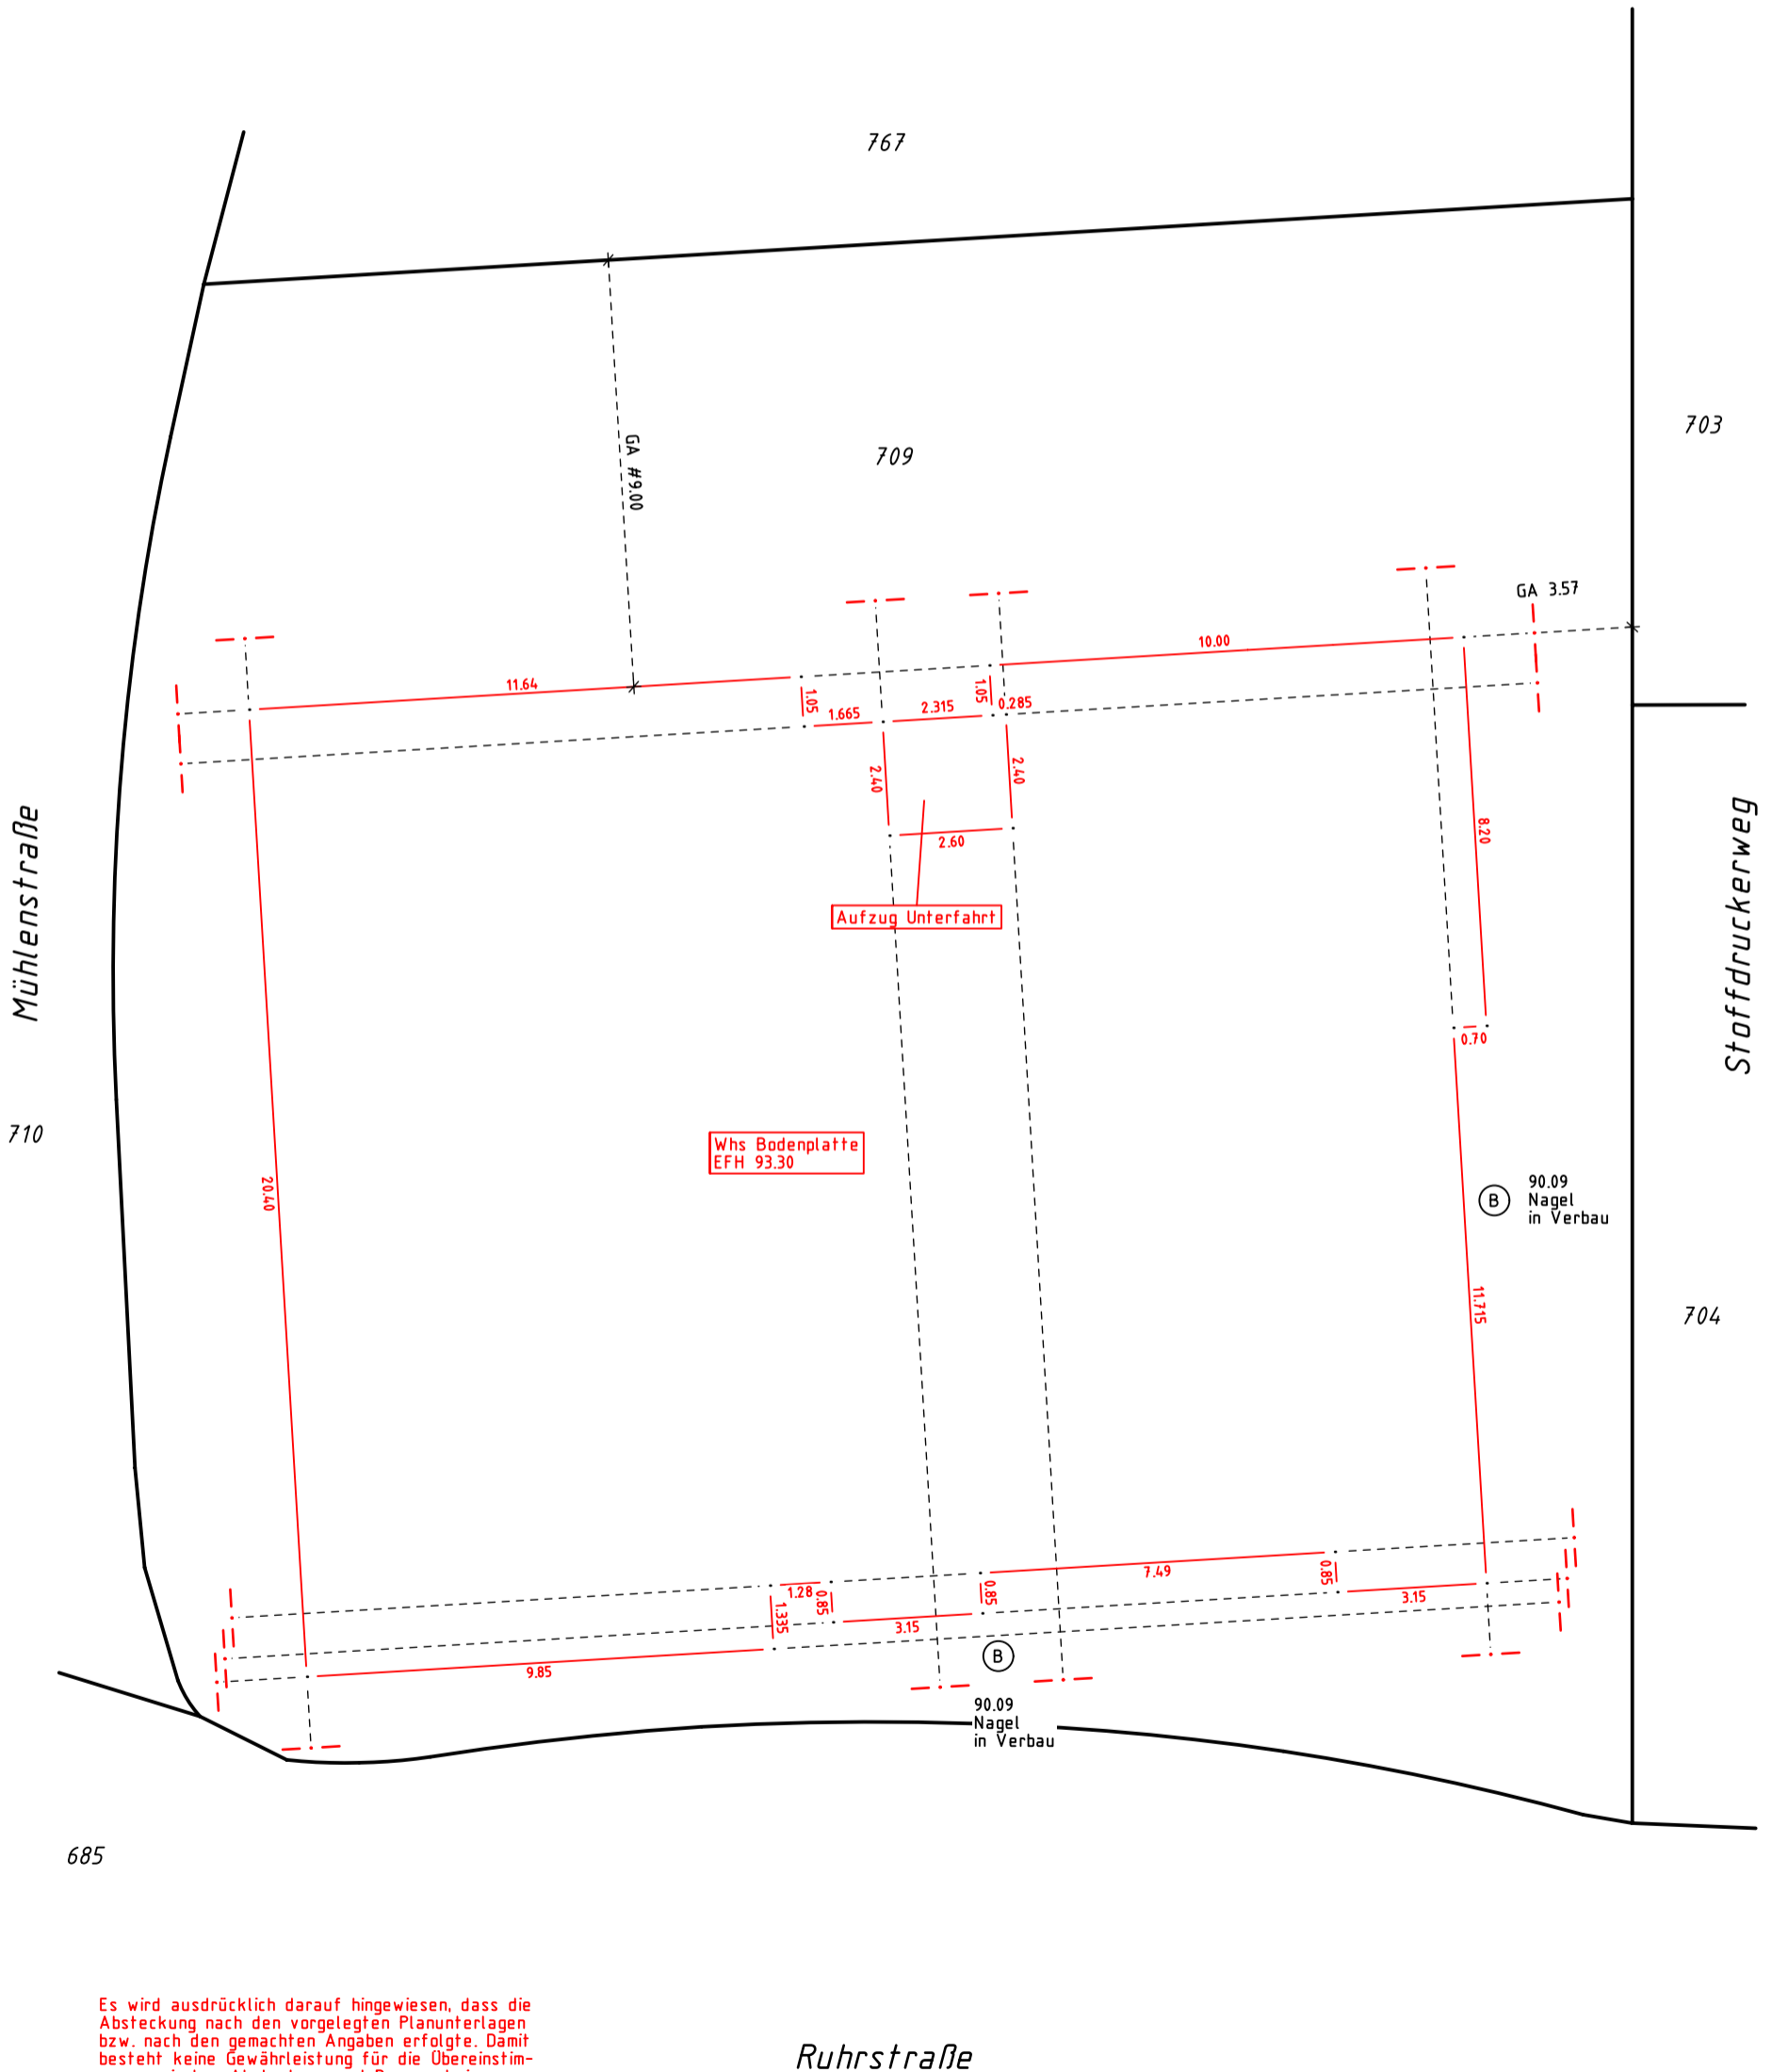 767
703
709
GA #9.00
GA 3.57
10.00
11.64
1.05
1.05
0.285
2.315
1.665
2.40
2.40
2.60
8.20
Aufzug Unterfahrt
Mühlenstraße
Stoffdruckerweg
0.70
710
Whs Bodenplatte
EFH 93.30
20.40
90.09
Nagel
in Verbau
B
11.715
704
7.49
0.85
0.85
0.85
1.28
1.335
3.15
3.15
9.85
B
90.09
Nagel
in Verbau
685
Es wird ausdrücklich darauf hingewiesen, dass die
Absteckung nach den vorgelegten Planunterlagen
bzw. nach den gemachten Angaben erfolgte. Damit
besteht keine Gewährleistung für die Übereinstim-
Ruhrstraße